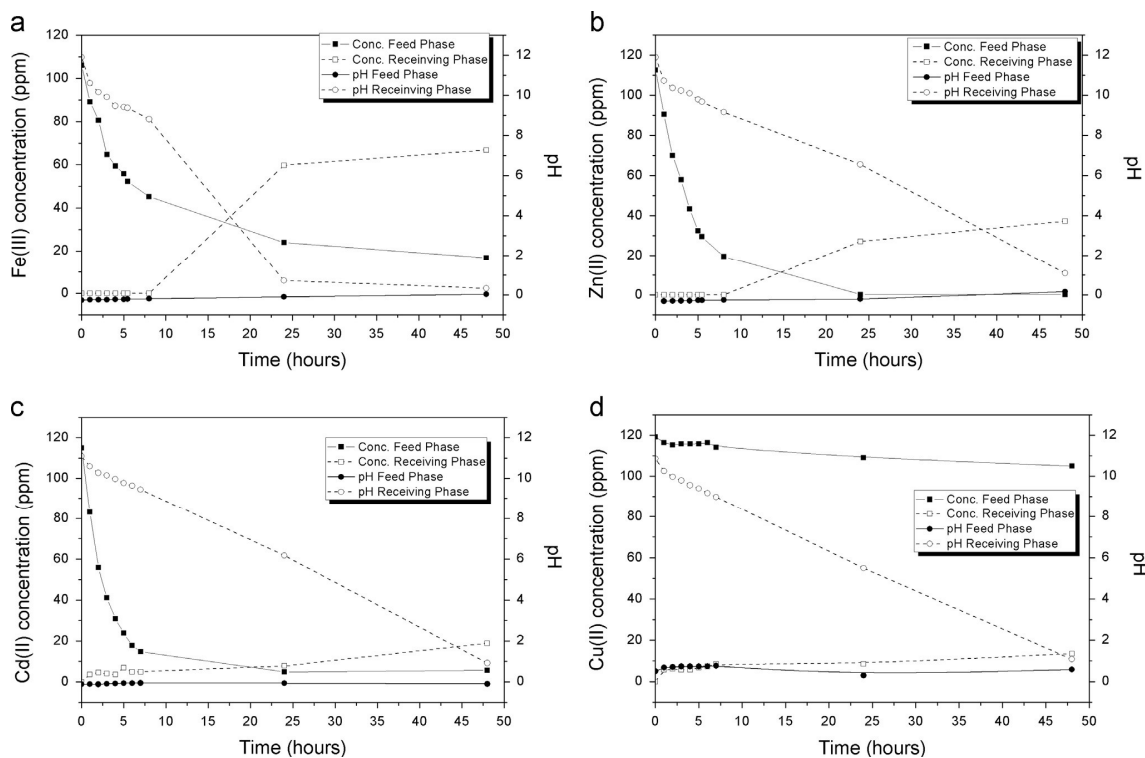 a
Fe(III) concentration (ppm)
120
100
80
60
40
20
0
12
10
8
6
4
2
0
pH
Conc. Feed Phase
Conc. Receinving Phase
pH Feed Phase
pH Receinving Phase
0 5 10 15 20 25 30 35 40 45 50
Time (hours)
b
Zn(II) concentration (ppm)
120
100
80
60
40
20
0
12
10
8
6
4
2
0
pH
Conc. Feed Phase
Conc. Receinving Phase
pH Feed Phase
pH Receinving Phase
0 5 10 15 20 25 30 35 40 45 50
Time (hours)
c
Cd(II) concentration (ppm)
120
100
80
60
40
20
0
12
10
8
6
4
2
0
pH
Conc. Feed Phase
Conc. Receiving Phase
pH Feed Phase
pH Receiving Phase
0 5 10 15 20 25 30 35 40 45 50
Time (hours)
d
Cu(II) concentration (ppm)
120
100
80
60
40
20
0
12
10
8
6
4
2
0
pH
Conc. Feed Phase
Conc. Receiving Phase
pH Feed Phase
pH Receiving Phase
0 5 10 15 20 25 30 35 40 45 50
Time (hours)